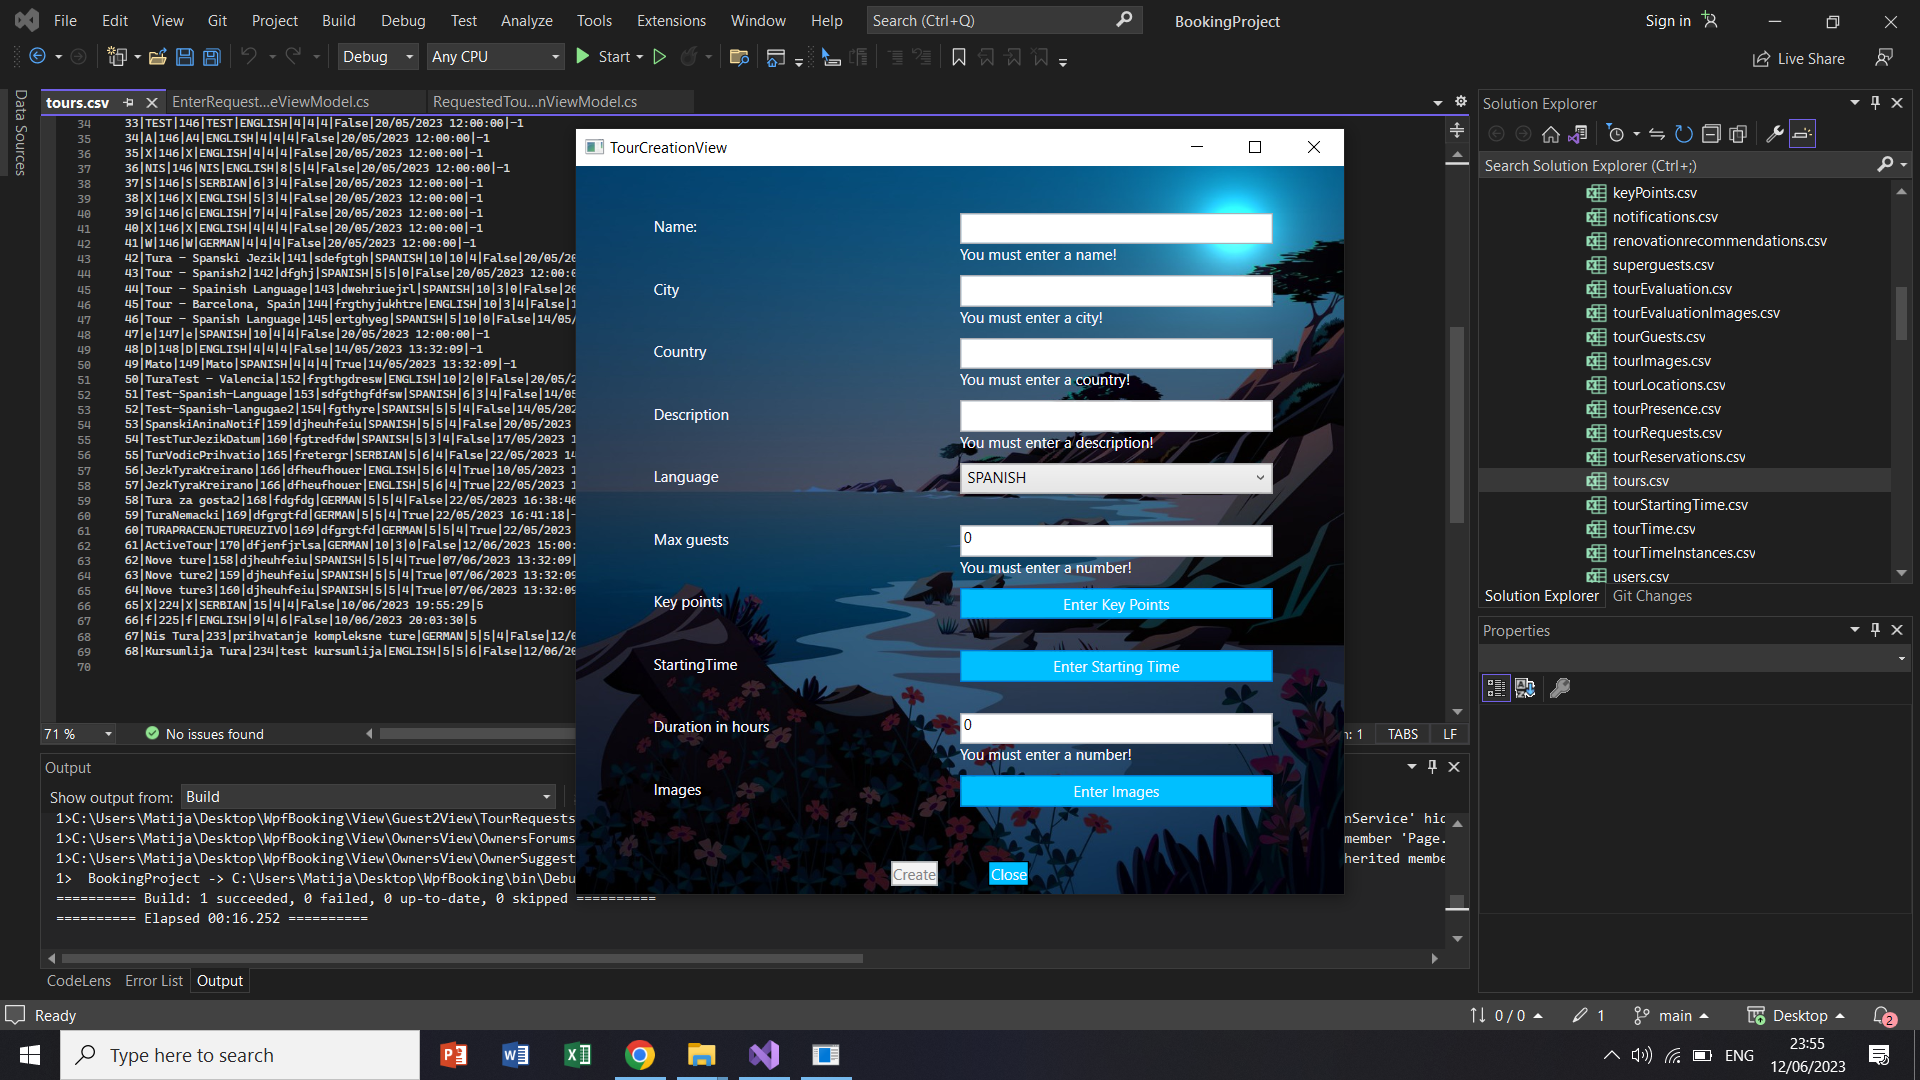 File Edit View Git Project Build Debug Test Analyze Tools Extensions Window Help Search (Ctrl+Q) BookingProject Sign in
Debug Any CPU Start Live Share
Data Sources
tours.csv EnterRequest...eViewModel.cs RequestedTou...nViewModel.cs
34 33|TEST|146|TEST|ENGLISH|4|4|4|False|20/05/2023 12:00:00|-1
35 34|A|146|A4|ENGLISH|4|4|4|False|20/05/2023 12:00:00|-1
36 35|X|146|X|ENGLISH|4|4|4|False|20/05/2023 12:00:00|-1
37 36|NIS|146|NIS|ENGLISH|8|5|4|False|20/05/2023 12:00:00|-1
38 37|S|146|S|SERBIAN|6|3|4|False|20/05/2023 12:00:00|-1
39 38|X|146|X|ENGLISH|5|3|4|False|20/05/2023 12:00:00|-1
40 39|G|146|G|ENGLISH|7|4|4|False|20/05/2023 12:00:00|-1
41 40|X|146|X|ENGLISH|4|4|4|False|20/05/2023 12:00:00|-1
42 41|W|146|W|GERMAN|4|4|4|False|20/05/2023 12:00:00|-1
43 42|Tura - Spanski Jezik|141|sdefgtgh|SPANISH|10|10|4|False|20/05/20
44 43|Tour - Spanish2|142|dfghj|SPANISH|5|5|0|False|20/05/2023 12:00:0
45 44|Tour - Spainish Language|143|dwehriuejrl|SPANISH|10|3|0|False|20
46 45|Tour - Barcelona, Spain|144|frgthyjukhtre|ENGLISH|10|3|4|False|1
47 46|Tour - Spanish Language|145|ertghyeg|SPANISH|5|10|0|False|14/05/
48 47|e|147|e|SPANISH|10|4|4|False|20/05/2023 12:00:00|-1
49 48|D|148|D|ENGLISH|4|4|4|False|14/05/2023 13:32:09|-1
50 49|Mato|149|Mato|SPANISH|4|4|4|True|14/05/2023 13:32:09|-1
51 50|TuraTest - Valencia|152|frgthgdresw|ENGLISH|10|2|0|False|20/05/2
52 51|Test-Spanish-Language|153|sdfgthgfdfsw|SPANISH|6|3|4|False|14/05
53 52|Test-Spanish-langugae2|154|fgthyre|SPANISH|5|5|4|False|14/05/202
54 53|SpanskiAninaNotif|159|djheuhfeiu|SPANISH|5|5|4|False|20/05/2023
55 54|TestTurJezikDatum|160|fgtredfdw|SPANISH|5|3|4|False|17/05/2023 1
56 55|TurVodicPrihvatio|165|fretergr|SERBIAN|5|6|4|False|22/05/2023 14
57 56|JezkTyraKreirano|166|dfheufhouer|ENGLISH|5|6|4|True|10/05/2023 1
58 57|JezkTyraKreirano|166|dfheufhouer|ENGLISH|5|6|4|True|22/05/2023 1
59 58|Tura za gosta2|168|fdgfdg|GERMAN|5|5|4|False|22/05/2023 16:38:40
60 59|TuraNemacki|169|dfgrgtfd|GERMAN|5|5|4|True|22/05/2023 16:41:18|-
61 60|TURAPRACENJETUREUZIVO|169|dfgrgtfd|GERMAN|5|5|4|True|22/05/2023
62 61|ActiveTour|170|dfjenfjrlsa|GERMAN|10|3|0|False|12/06/2023 15:00:
63 62|Nove ture|158|djheuhfeiu|SPANISH|5|5|4|True|07/06/2023 13:32:09|
64 63|Nove ture2|159|djheuhfeiu|SPANISH|5|5|4|True|07/06/2023 13:32:09
65 64|Nove ture3|160|djheuhfeiu|SPANISH|5|5|4|True|07/06/2023 13:32:09
66 65|X|224|X|SERBIAN|15|4|4|False|10/06/2023 19:55:29|5
67 66|f|225|f|ENGLISH|9|4|6|False|10/06/2023 20:03:30|5
68 67|Nis Tura|233|prihvatanje kompleksne ture|GERMAN|5|5|4|False|12/0
69 68|Kursumlija Tura|234|test kursumlija|ENGLISH|5|5|6|False|12/06/20
70
71 % No issues found
: 1 TABS LF
TourCreationView
Name:
You must enter a name!
City
You must enter a city!
Country
You must enter a country!
Description
You must enter a description!
Language SPANISH
Max guests 0
You must enter a number!
Key points Enter Key Points
StartingTime Enter Starting Time
Duration in hours 0
You must enter a number!
Images Enter Images
Create Close
Output
Show output from: Build
1>C:\Users\Matija\Desktop\WpfBooking\View\Guest2View\TourRequests nService' hid
1>C:\Users\Matija\Desktop\WpfBooking\View\OwnersView\OwnersForums member 'Page.
1>C:\Users\Matija\Desktop\WpfBooking\View\OwnersView\OwnerSuggest herited membe
1> BookingProject -> C:\Users\Matija\Desktop\WpfBooking\bin\Debu
========== Build: 1 succeeded, 0 failed, 0 up-to-date, 0 skipped ==========
========== Elapsed 00:16.252 ==========
CodeLens Error List Output
Solution Explorer
Search Solution Explorer (Ctrl+;)
keyPoints.csv
notifications.csv
renovationrecommendations.csv
superguests.csv
tourEvaluation.csv
tourEvaluationImages.csv
tourGuests.csv
tourImages.csv
tourLocations.csv
tourPresence.csv
tourRequests.csv
tourReservations.csv
tours.csv
tourStartingTime.csv
tourTime.csv
tourTimeInstances.csv
users.csv
Solution Explorer Git Changes
Properties
Ready 0 / 0 1 main Desktop 2
Type here to search
ENG
23:55
12/06/2023